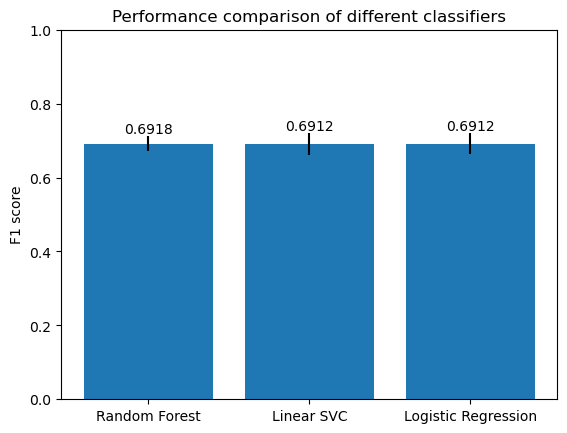 Performance comparison of different classifiers
1.0
0.8
0.6
0.4
0.2
0.0
F1 score
0.6918
0.6912
0.6912
Random Forest
Linear SVC
Logistic Regression